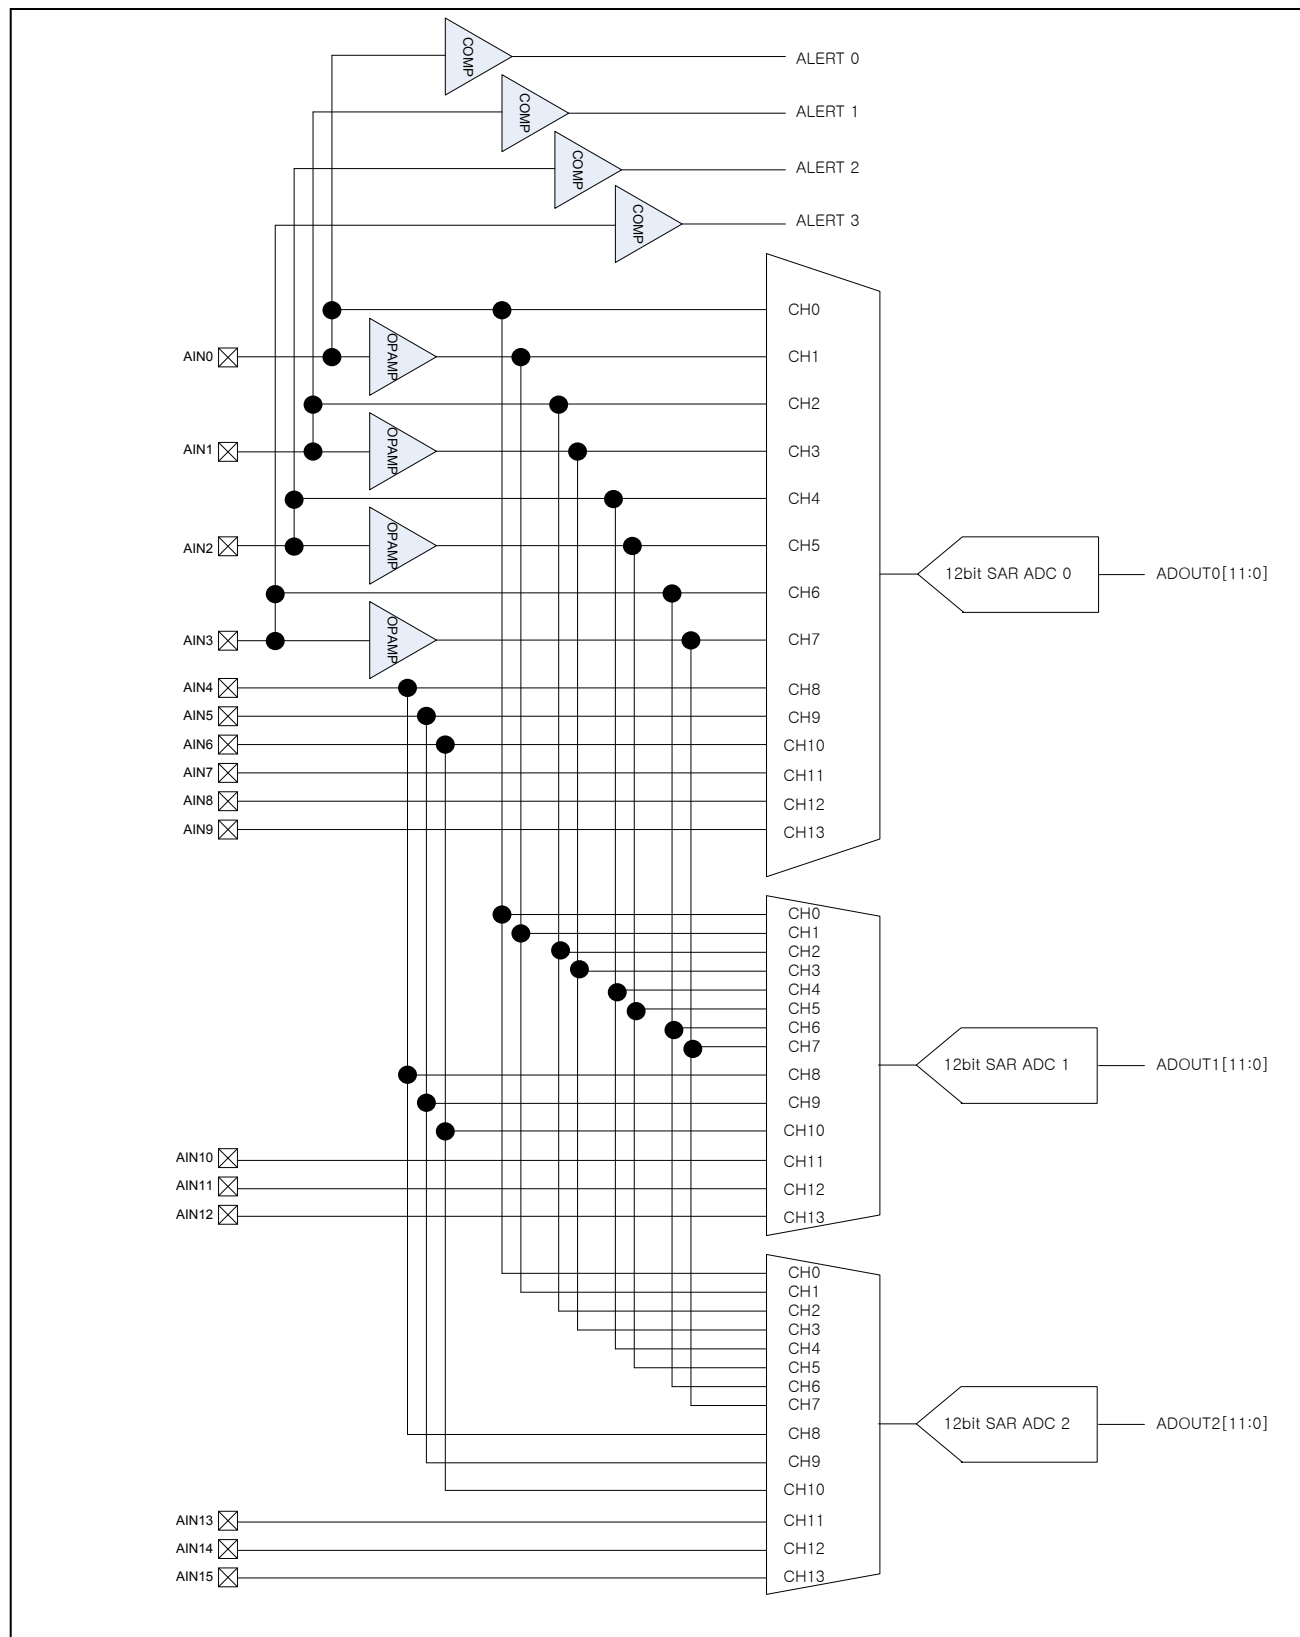 COMP
ALERT 0
COMP
ALERT 1
COMP
ALERT 2
COMP
ALERT 3
CH0
AIN0
OPAMP
CH1
CH2
AIN1
OPAMP
CH3
CH4
AIN2
OPAMP
CH5
12bit SAR ADC 0
ADOUT0[11:0]
CH6
AIN3
OPAMP
CH7
AIN4
CH8
AIN5
CH9
AIN6
CH10
AIN7
CH11
AIN8
CH12
AIN9
CH13
CH0
CH1
CH2
CH3
CH4
CH5
CH6
CH7
12bit SAR ADC 1
ADOUT1[11:0]
CH8
CH9
CH10
AIN10
CH11
AIN11
CH12
AIN12
CH13
CH0
CH1
CH2
CH3
CH4
CH5
CH6
CH7
12bit SAR ADC 2
ADOUT2[11:0]
CH8
CH9
CH10
AIN13
CH11
AIN14
CH12
AIN15
CH13